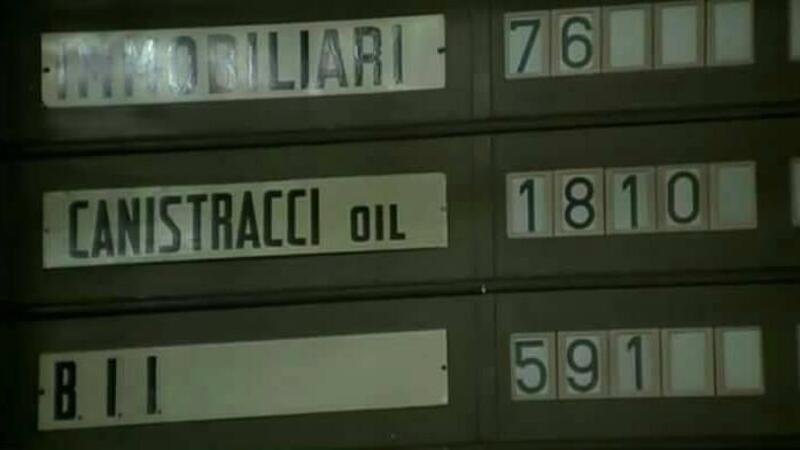 IMMOBILIARI 76
CANISTRACCI OIL 1810
B. I. I. 591